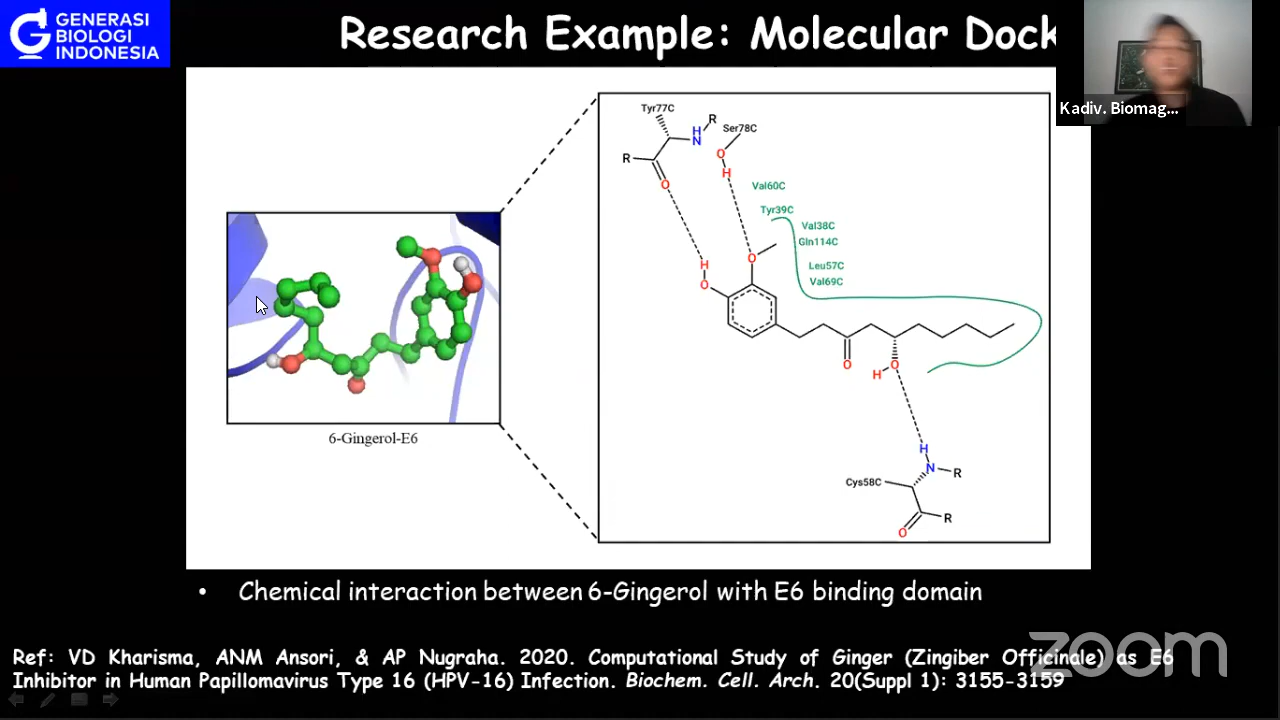 GENERASI
BIOLOGI
INDONESIA
Research Example: Molecular Dock
Kadiv. Biomag...
Tyr77C
R
H
N
Ser78C
R
O
H
O
Val60C
Tyr39C
Val38C
Gln114C
Leu57C
Val69C
H
O
O
O
H
O
H
N
R
Cys58C
R
O
6-Gingerol-E6
• Chemical interaction between 6-Gingerol with E6 binding domain
Ref: VD Kharisma, ANM Ansori, & AP Nugraha. 2020. Computational Study of Ginger (Zingiber Officinale) as E6
Inhibitor in Human Papillomavirus Type 16 (HPV-16) Infection. Biochem. Cell. Arch. 20(Suppl 1): 3155-3159
zoom